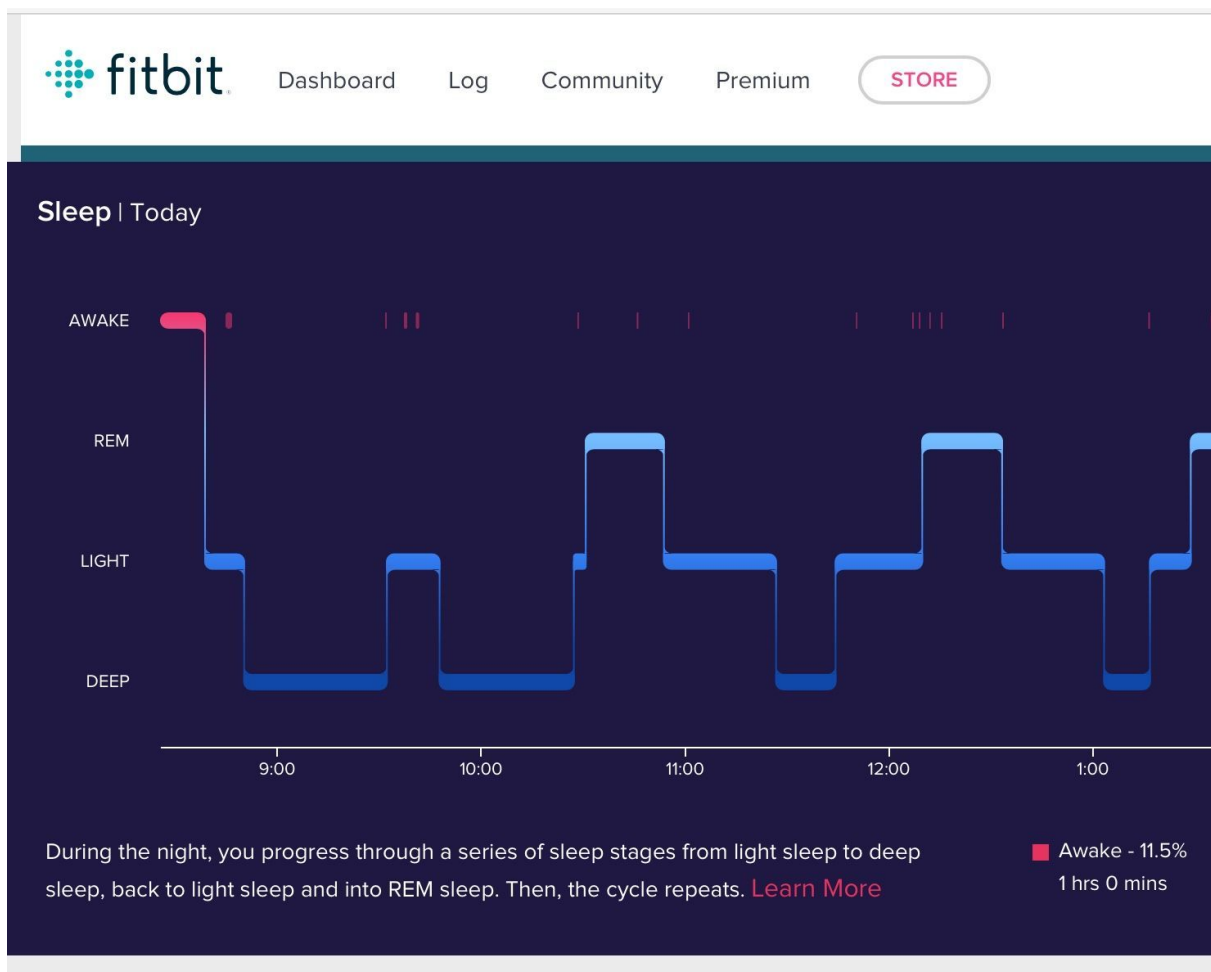 fitbit
Dashboard Log Community Premium STORE
Sleep | Today
AWAKE
REM
LIGHT
DEEP
9:00 10:00 11:00 12:00 1:00
During the night, you progress through a series of sleep stages from light sleep to deep
sleep, back to light sleep and into REM sleep. Then, the cycle repeats. Learn More
Awake - 11.5%
1 hrs 0 mins